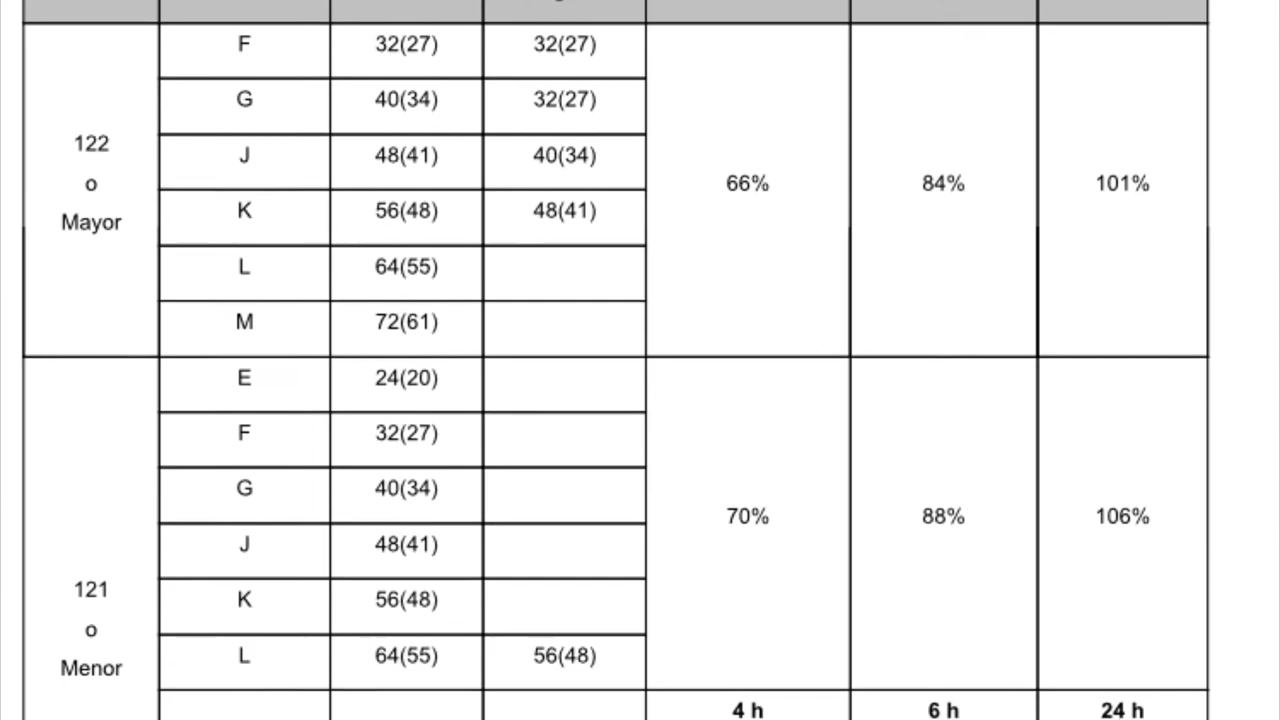 F 32(27) 32(27)
G 40(34) 32(27)
122
J 48(41) 40(34)
o 66% 84% 101%
K 56(48) 48(41)
Mayor
L 64(55)
M 72(61)
E 24(20)
F 32(27)
G 40(34)
70% 88% 106%
J 48(41)
121
K 56(48)
o
L 64(55) 56(48)
Menor
4 h 6 h 24 h